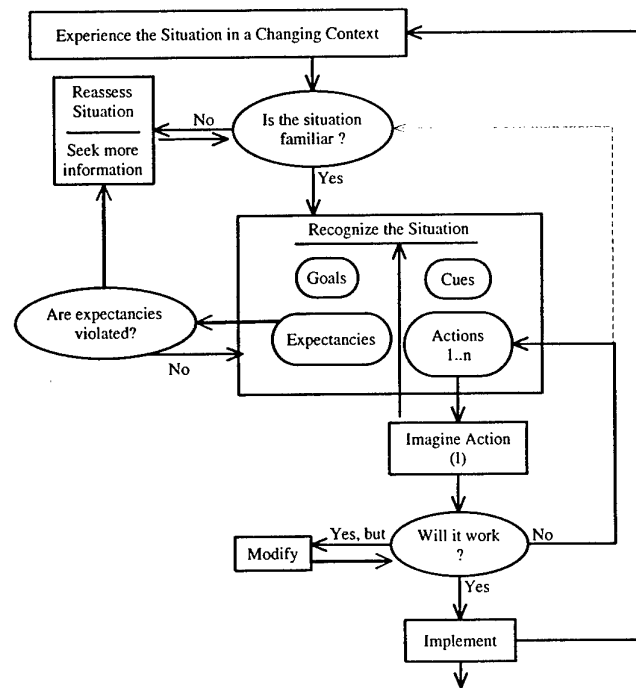 Experience the Situation in a Changing Context
Reassess
Situation
Seek more
information
No
Is the situation
familiar ?
Yes
Recognize the Situation
Goals
Cues
Are expectancies
violated?
Expectancies
Actions
1..n
No
Imagine Action
(1)
Yes, but
Will it work
?
No
Modify
Yes
Implement